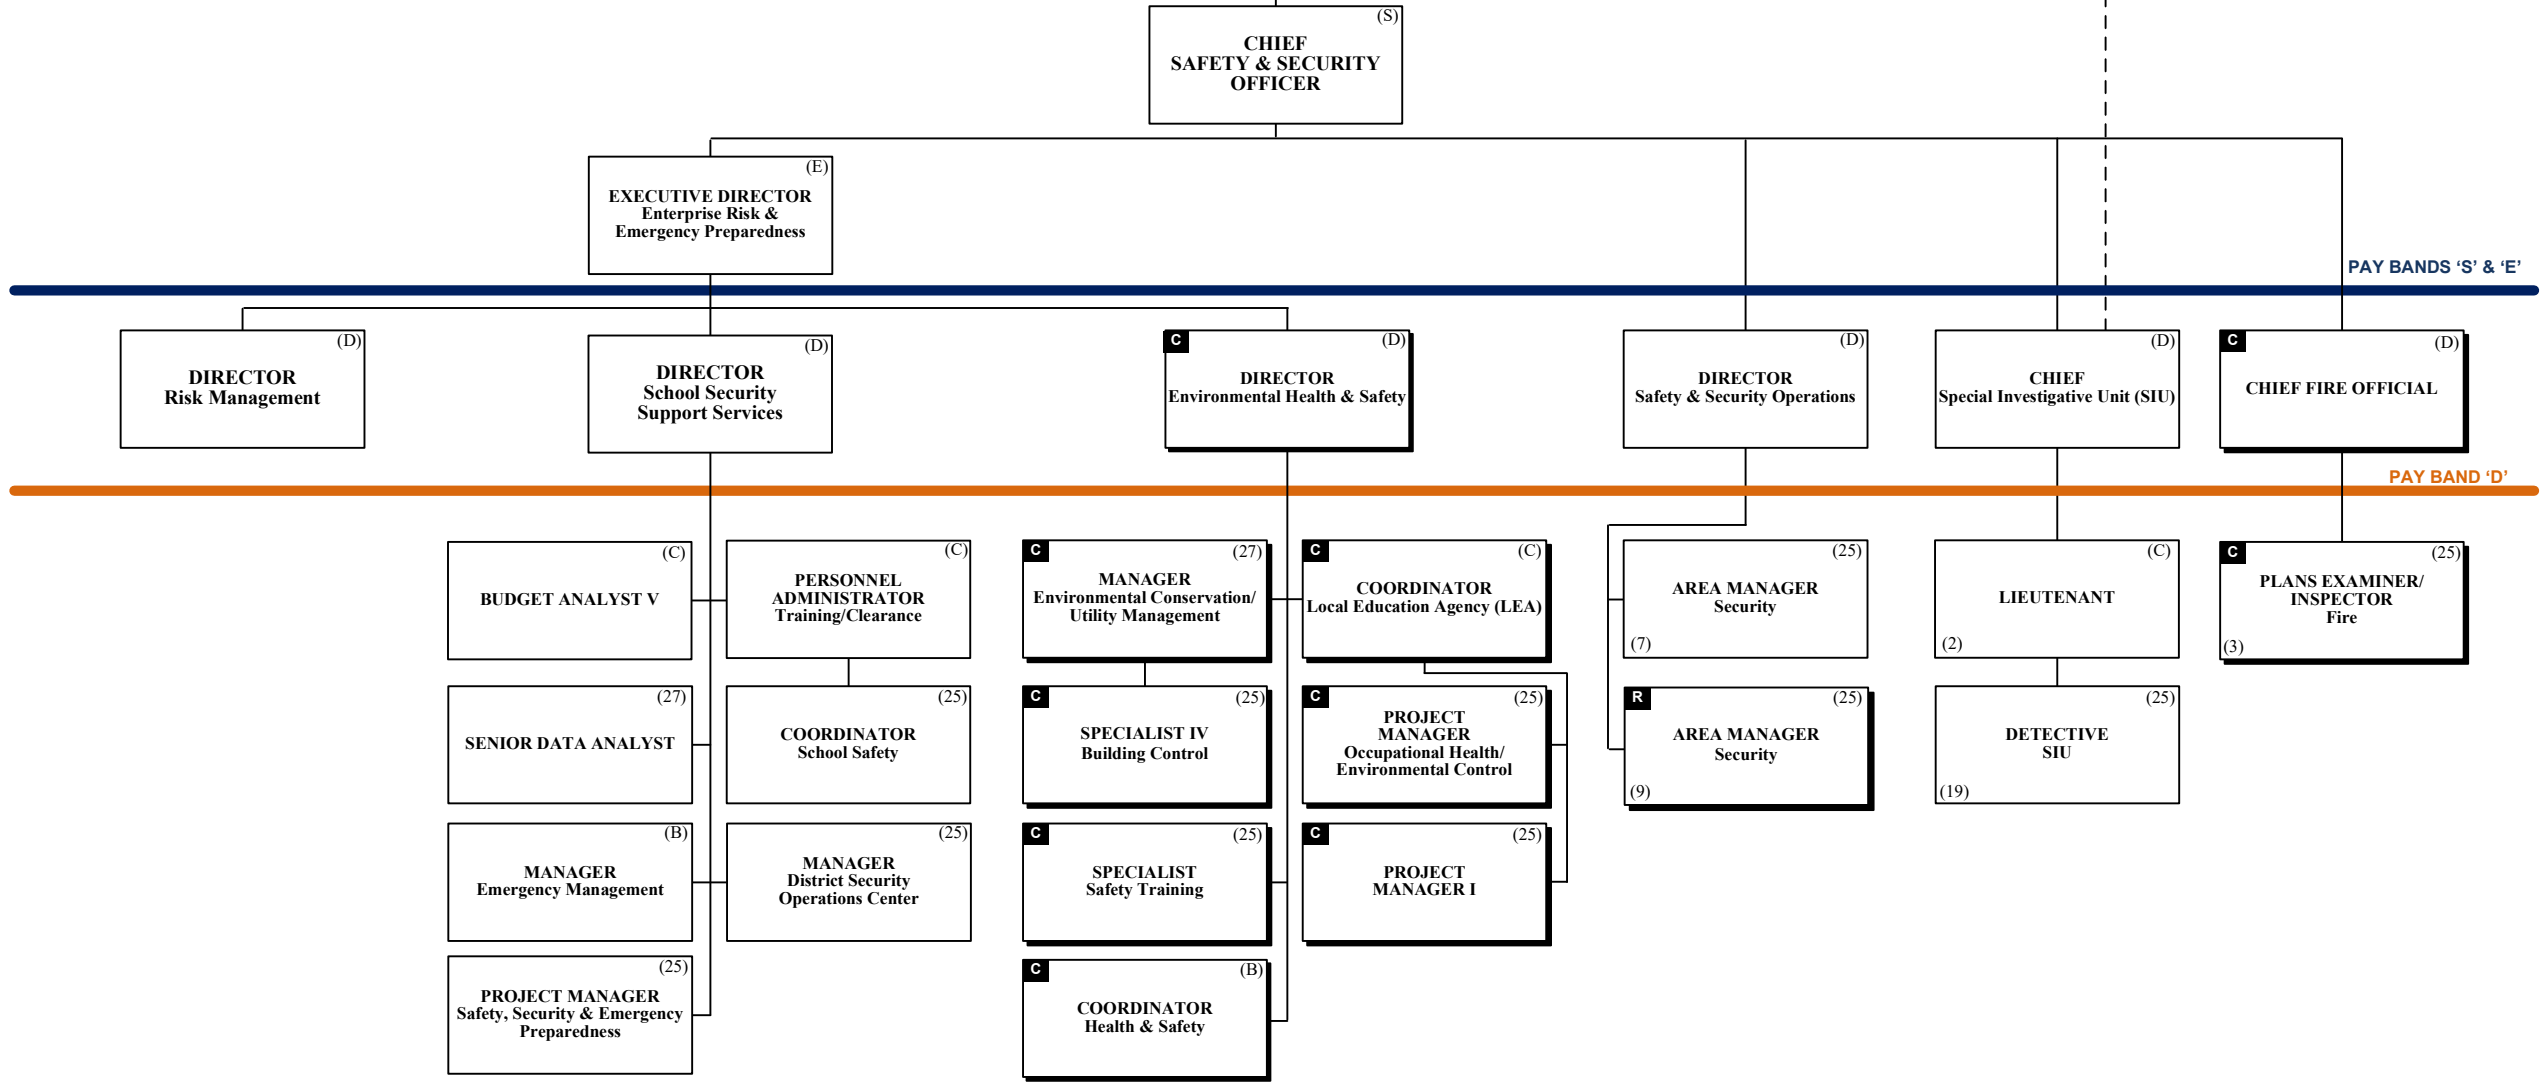 (S)
CHIEF
SAFETY & SECURITY
OFFICER
(E)
EXECUTIVE DIRECTOR
Enterprise Risk &
Emergency Preparedness
PAY BANDS ‘S’ & ‘E’
(D)
DIRECTOR
Risk Management
(D)
DIRECTOR
School Security
Support Services
C
(D)
DIRECTOR
Environmental Health & Safety
(D)
DIRECTOR
Safety & Security Operations
(D)
CHIEF
Special Investigative Unit (SIU)
C
(D)
CHIEF FIRE OFFICIAL
PAY BAND ‘D’
(C)
BUDGET ANALYST V
(C)
PERSONNEL
ADMINISTRATOR
Training/Clearance
C
(27)
MANAGER
Environmental Conservation/
Utility Management
C
(C)
COORDINATOR
Local Education Agency (LEA)
(25)
AREA MANAGER
Security
(7)
(C)
LIEUTENANT
(2)
C
(25)
PLANS EXAMINER/
INSPECTOR
Fire
(3)
(27)
SENIOR DATA ANALYST
(25)
COORDINATOR
School Safety
C
(25)
SPECIALIST IV
Building Control
C
(25)
PROJECT
MANAGER
Occupational Health/
Environmental Control
R
(25)
AREA MANAGER
Security
(9)
(25)
DETECTIVE
SIU
(19)
(B)
MANAGER
Emergency Management
(25)
MANAGER
District Security
Operations Center
C
(25)
SPECIALIST
Safety Training
C
(25)
PROJECT
MANAGER I
(25)
PROJECT MANAGER
Safety, Security & Emergency
Preparedness
C
(B)
COORDINATOR
Health & Safety